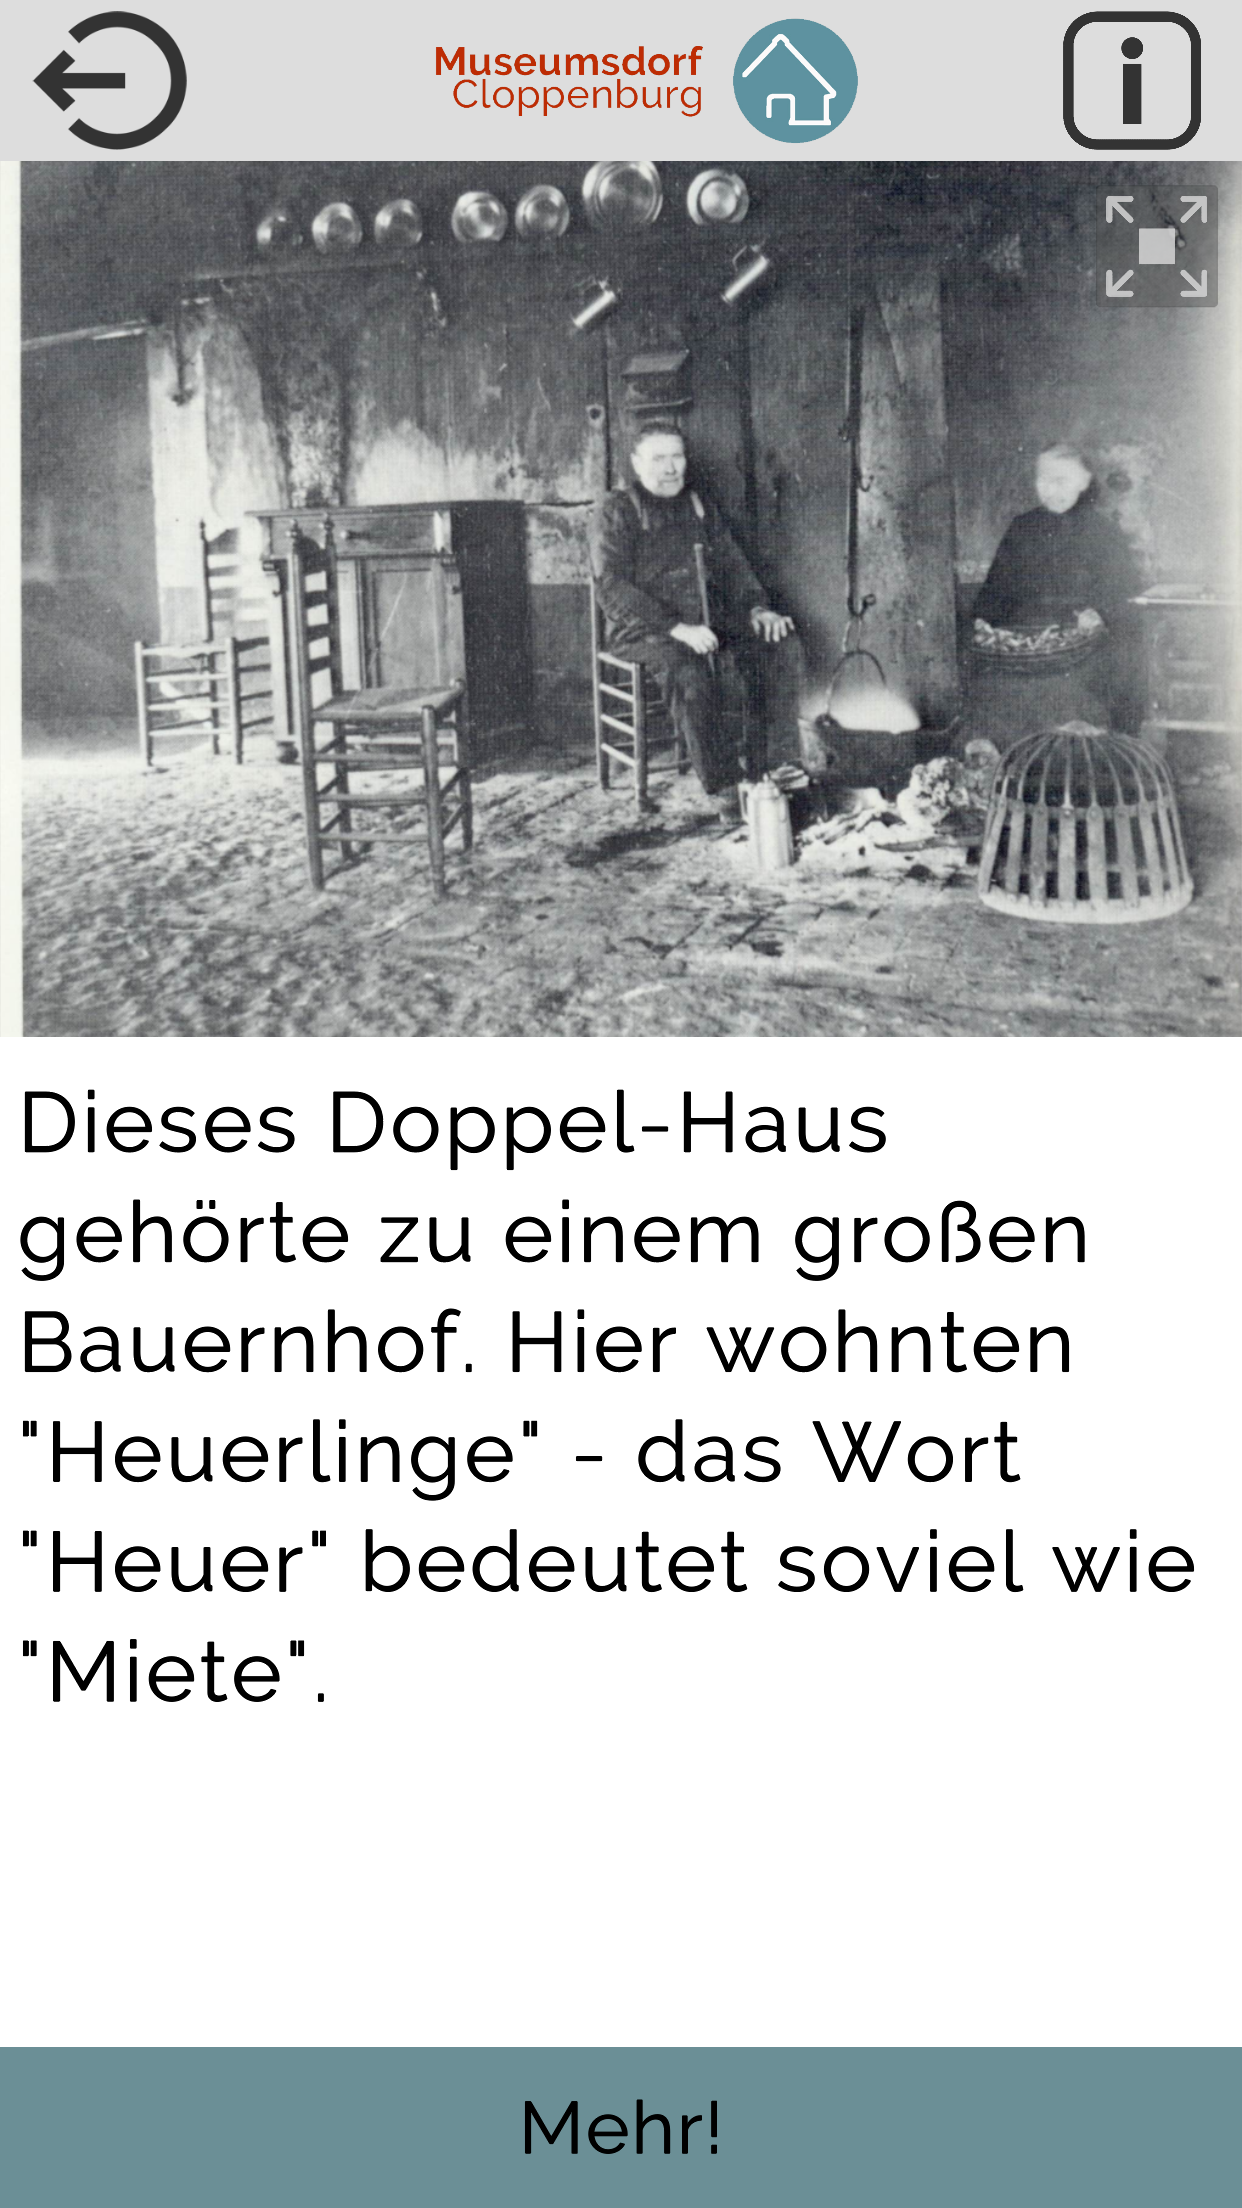 Museumsdorf
Cloppenburg
i
Dieses Doppel-Haus
gehörte zu einem großen
Bauernhof. Hier wohnten
"Heuerlinge" - das Wort
"Heuer" bedeutet soviel wie
"Miete".
Mehr!